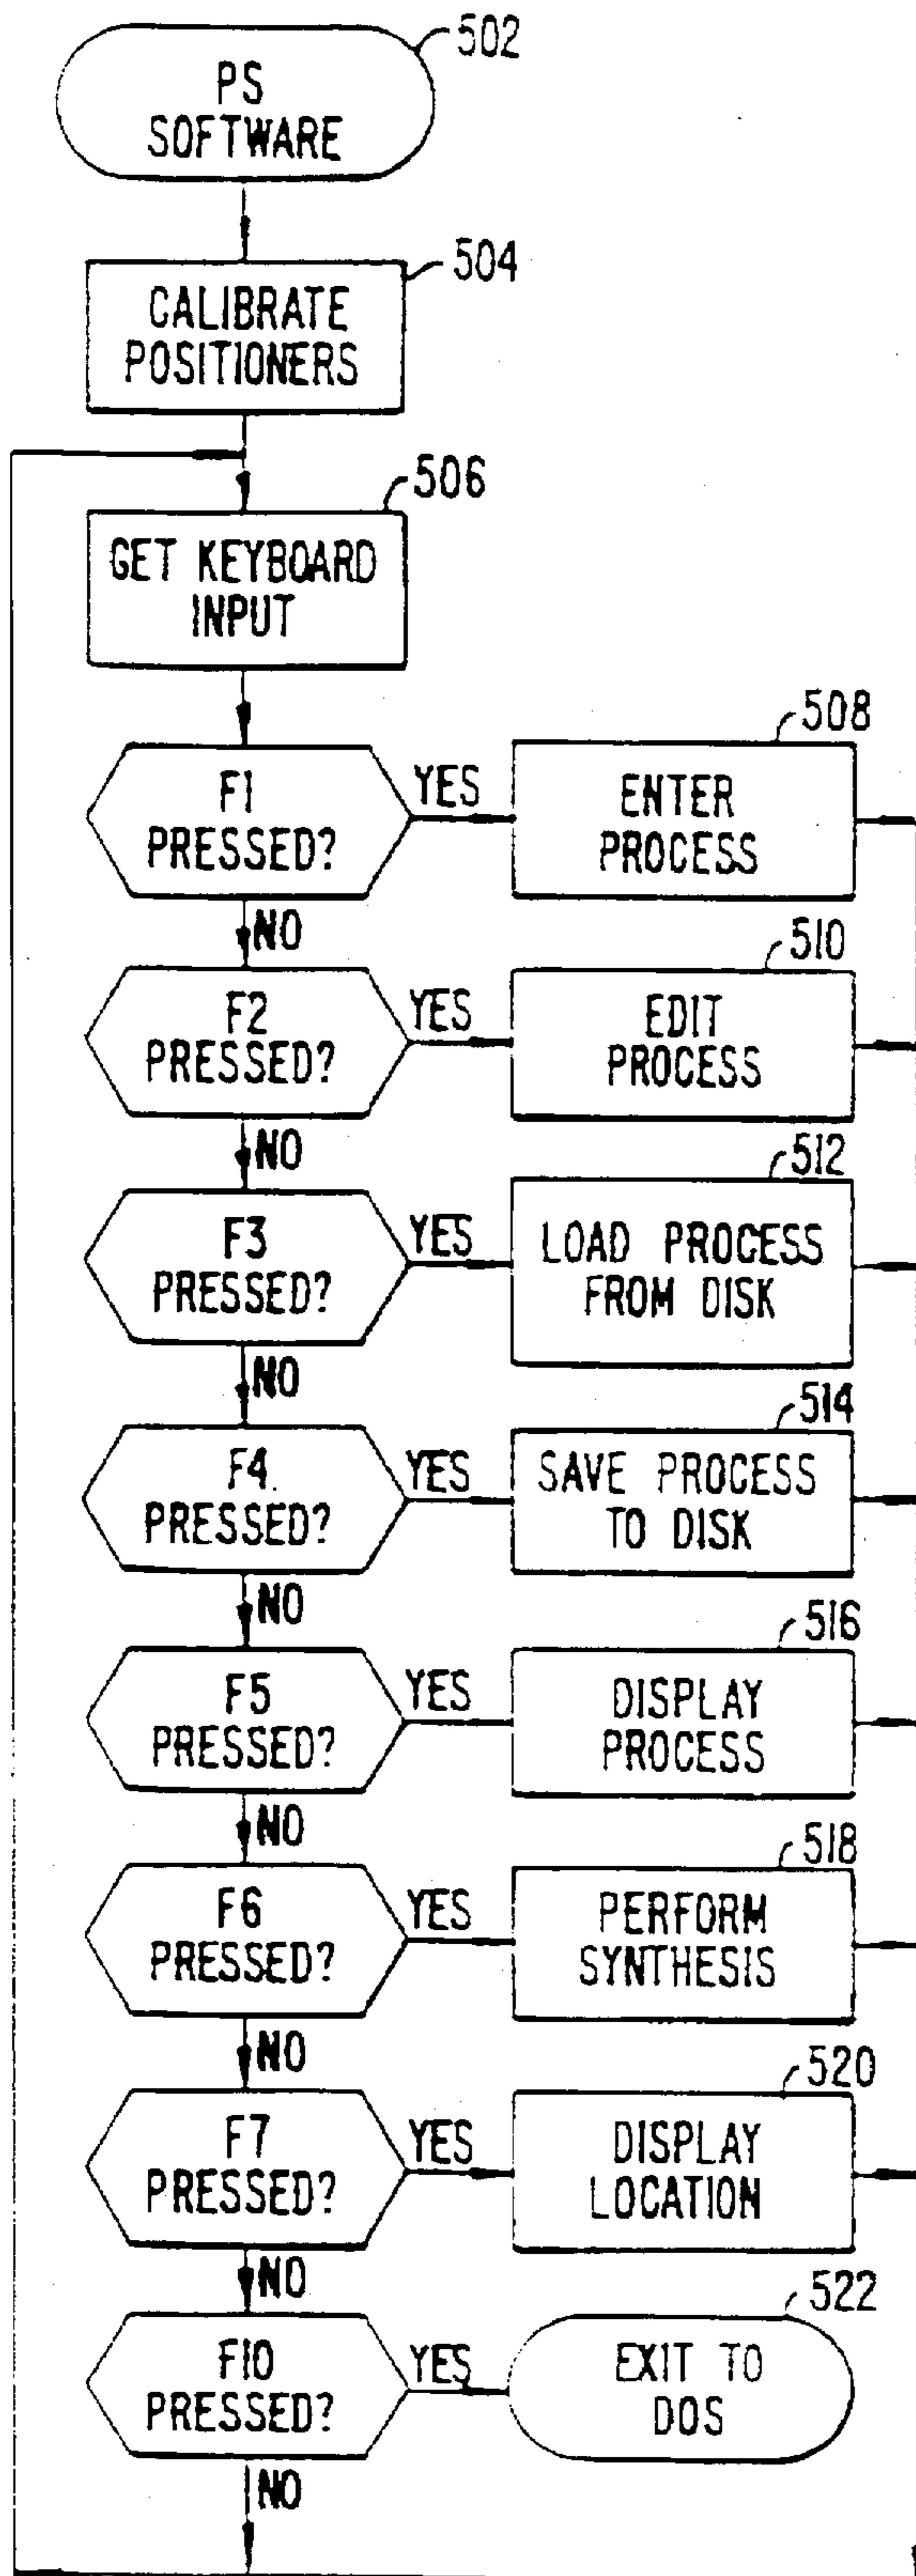 502
PS
SOFTWARE
504
CALIBRATE
POSITIONERS
506
GET KEYBOARD
INPUT
508
F1
PRESSED?
YES
ENTER
PROCESS
NO
510
F2
PRESSED?
YES
EDIT
PROCESS
NO
512
F3
PRESSED?
YES
LOAD PROCESS
FROM DISK
NO
514
F4
PRESSED?
YES
SAVE PROCESS
TO DISK
NO
516
F5
PRESSED?
YES
DISPLAY
PROCESS
NO
518
F6
PRESSED?
YES
PERFORM
SYNTHESIS
NO
520
F7
PRESSED?
YES
DISPLAY
LOCATION
NO
522
F10
PRESSED?
YES
EXIT TO
DOS
NO